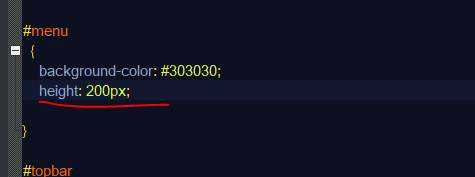 #menu
{
background-color: #303030;
height: 200px;
}
#topbar